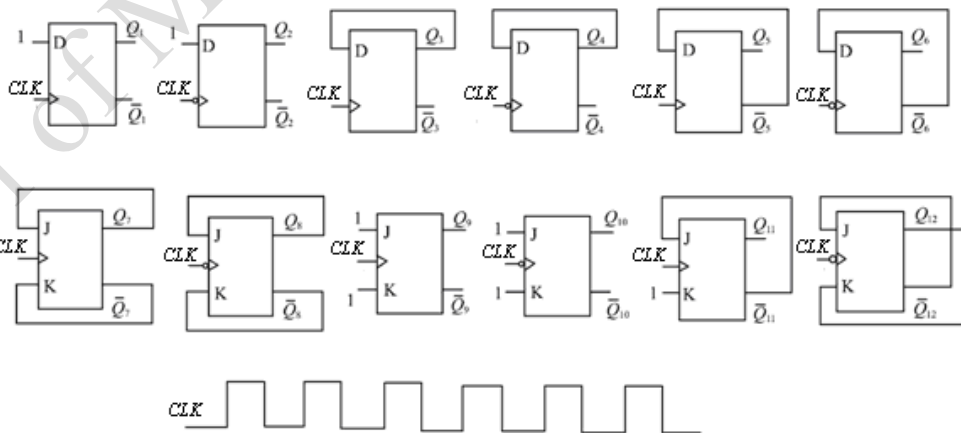 1 D Q₁ 1 D Q₂ D Q₃ D Q₄ D Q₅ D Q₆
CLK CLK CLK CLK CLK CLK
Q̅₁ Q̅₂ Q̅₃ Q̅₄ Q̅₅ Q̅₆
J Q₇ J Q₈ 1 J Q₉ 1 J Q₁₀ J Q₁₁ J Q₁₂
CLK CLK CLK CLK CLK CLK
K K 1 K 1 K 1 K K
Q̅₇ Q̅₈ Q̅₉ Q̅₁₀ Q̅₁₁ Q̅₁₂
CLK